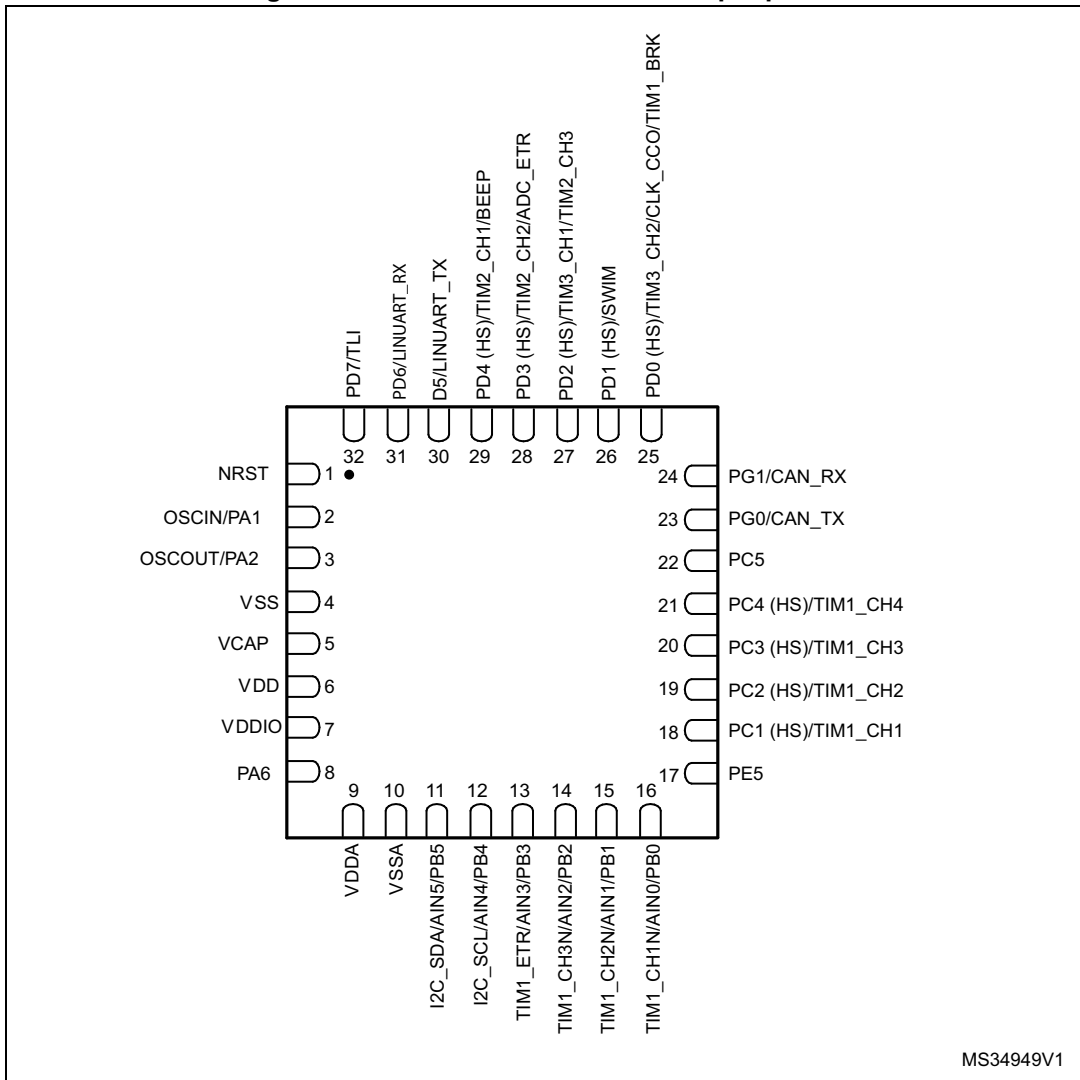 PD7/TLI
PD6/LINUART_RX
D5/LINUART_TX
PD4 (HS)/TIM2_CH1/BEEP
PD3 (HS)/TIM2_CH2/ADC_ETR
PD2 (HS)/TIM3_CH1/TIM2_CH3
PD1 (HS)/SWIM
PD0 (HS)/TIM3_CH2/CLK_CCO/TIM1_BRK
32 31 30 29 28 27 26 25
NRST 1
OSCIN/PA1 2
OSCOUT/PA2 3
VSS 4
VCAP 5
VDD 6
VDDIO 7
PA6 8
24 PG1/CAN_RX
23 PG0/CAN_TX
22 PC5
21 PC4 (HS)/TIM1_CH4
20 PC3 (HS)/TIM1_CH3
19 PC2 (HS)/TIM1_CH2
18 PC1 (HS)/TIM1_CH1
17 PE5
9 10 11 12 13 14 15 16
VDDA
VSSA
I2C_SDA/AIN5/PB5
I2C_SCL/AIN4/PB4
TIM1_ETR/AIN3/PB3
TIM1_CH3N/AIN2/PB2
TIM1_CH2N/AIN1/PB1
TIM1_CH1N/AIN0/PB0
MS34949V1